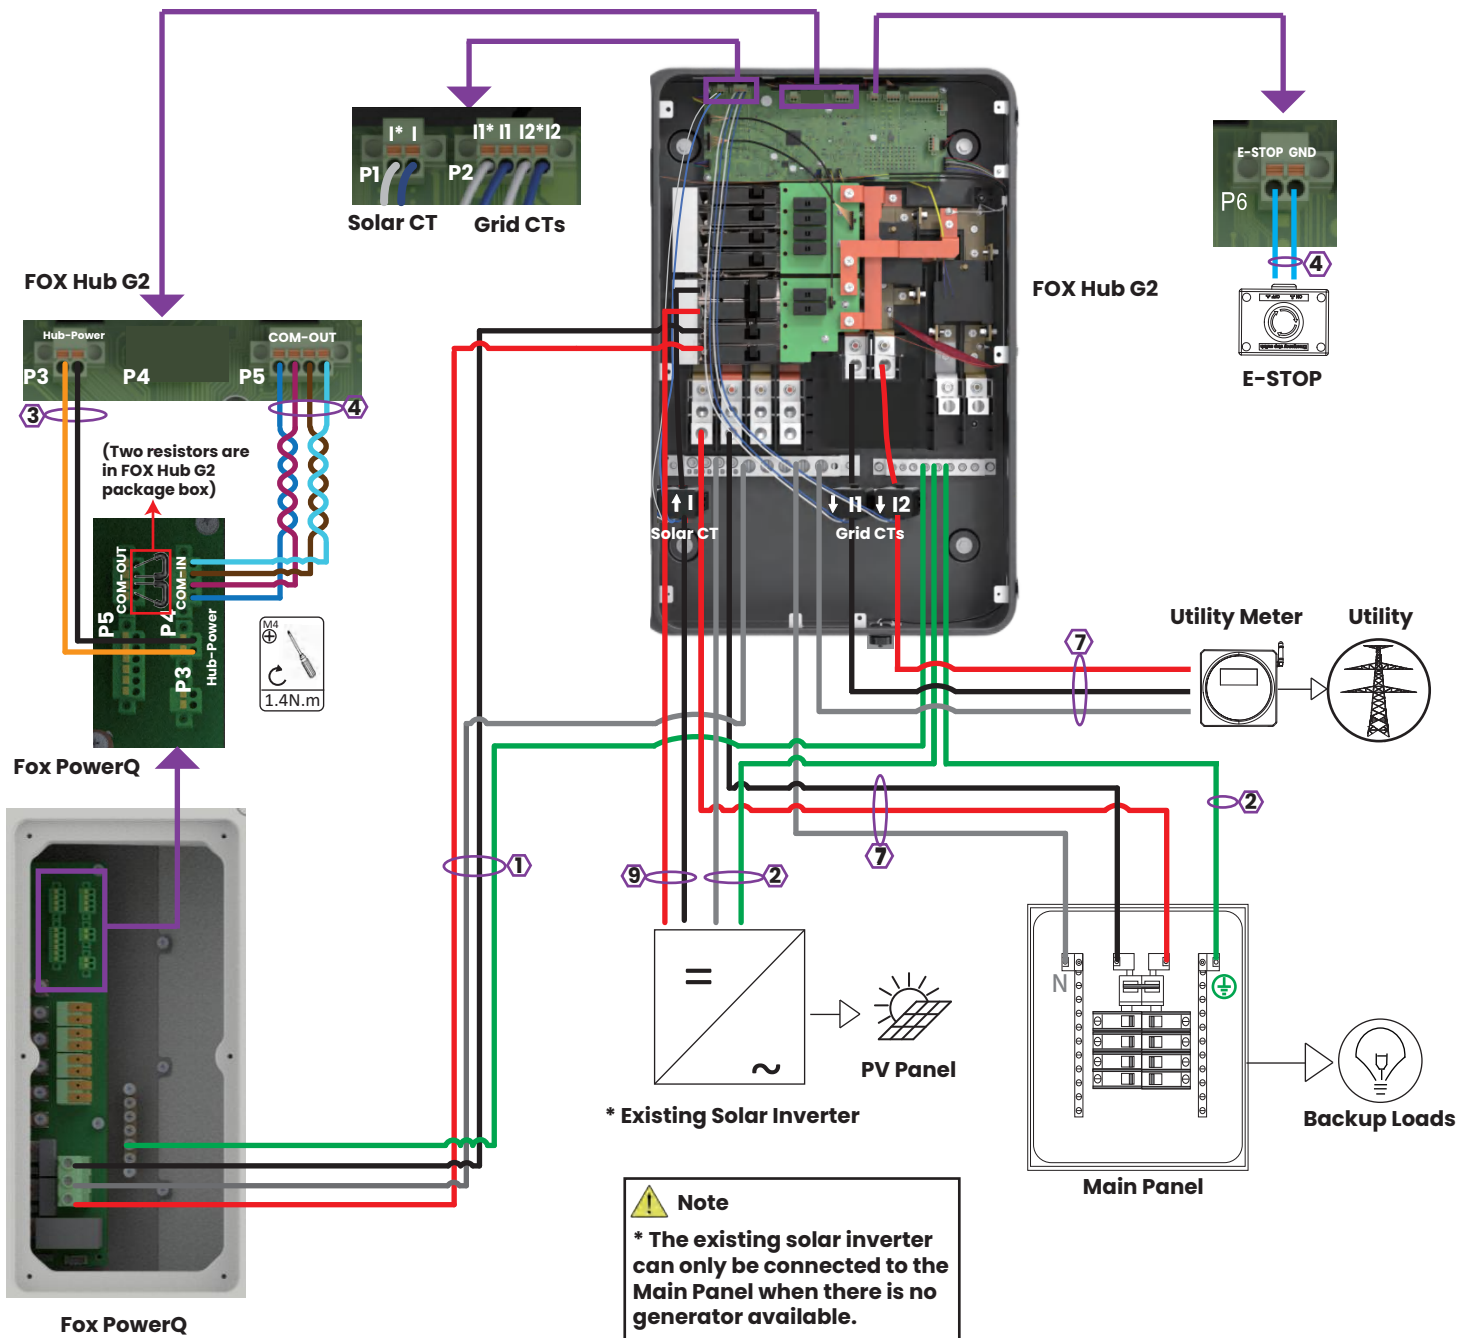 I* I
I1* I1 I2*I2
P1
P2
Solar CT
Grid CTs
E-STOP GND
P6
4
E-STOP
FOX Hub G2
FOX Hub G2
Hub-Power
COM-OUT
P3
P4
P5
3
4
(Two resistors are
in FOX Hub G2
package box)
COM-OUT
COM-IN
P5
P4
P3
Hub-Power
M4
1.4N.m
Fox PowerQ
I
I1
I2
Solar CT
Grid CTs
Utility Meter
Utility
7
2
7
1
9
2
N
PV Panel
* Existing Solar Inverter
Backup Loads
Main Panel
Note
* The existing solar inverter
can only be connected to the
Main Panel when there is no
generator available.
Fox PowerQ